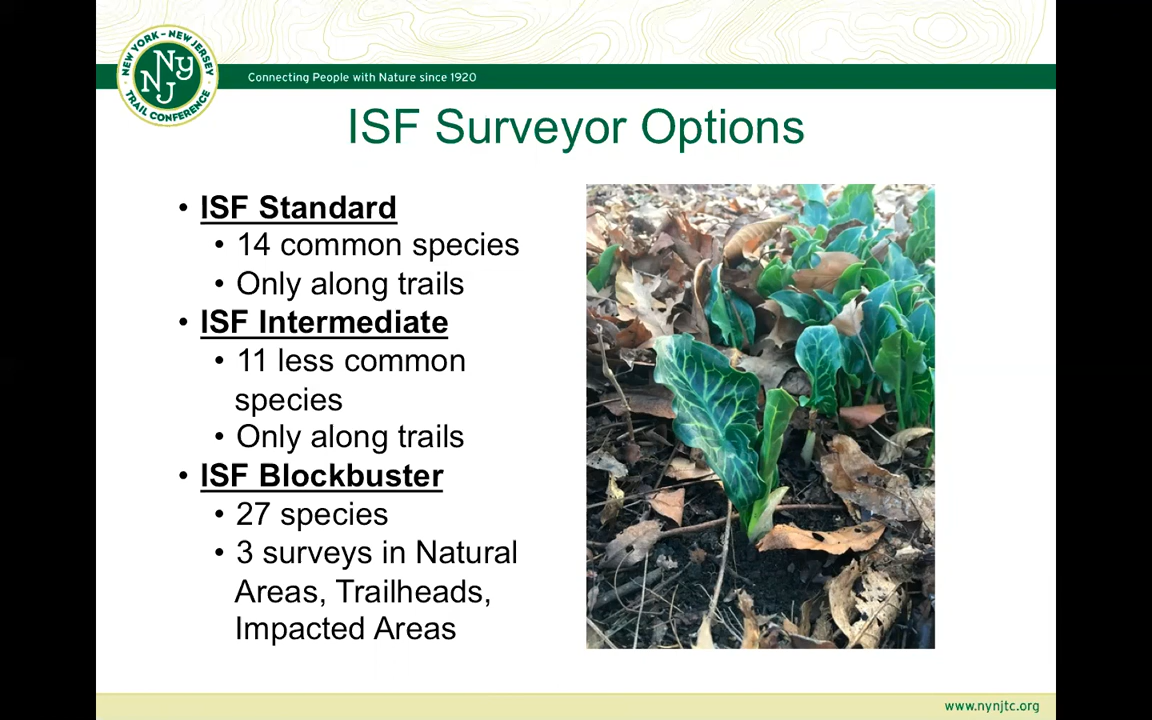 NEW YORK - NEW JERSEY
NY
NJ
TRAIL CONFERENCE
Connecting People with Nature since 1920
ISF Surveyor Options
• ISF Standard
• 14 common species
• Only along trails
• ISF Intermediate
• 11 less common
species
• Only along trails
• ISF Blockbuster
• 27 species
• 3 surveys in Natural
Areas, Trailheads,
Impacted Areas
www.nynjtc.org